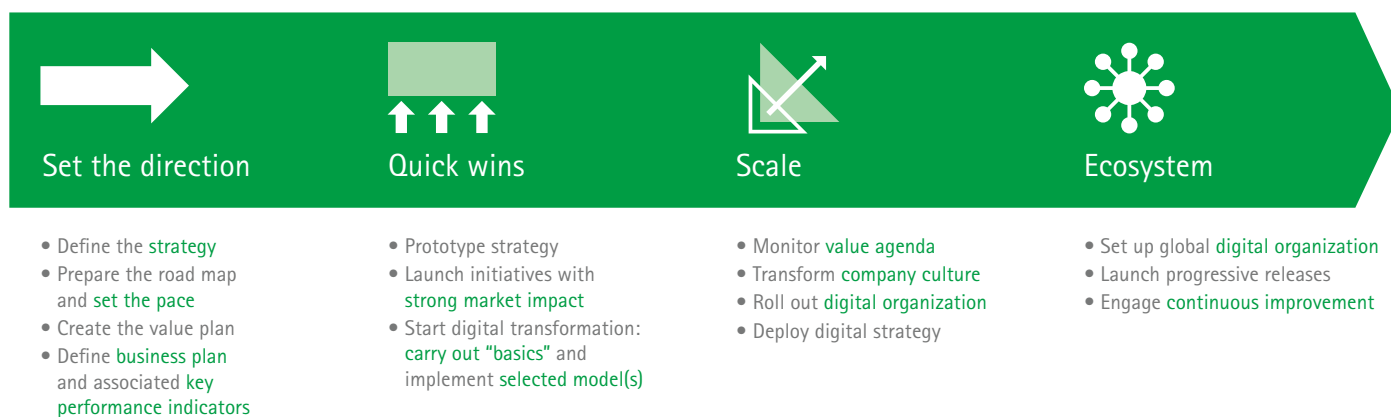 Set the direction
Quick wins
Scale
Ecosystem
• Define the strategy
• Prepare the road map
and set the pace
• Create the value plan
• Define business plan
and associated key
performance indicators
• Prototype strategy
• Launch initiatives with
strong market impact
• Start digital transformation:
carry out “basics” and
implement selected model(s)
• Monitor value agenda
• Transform company culture
• Roll out digital organization
• Deploy digital strategy
• Set up global digital organization
• Launch progressive releases
• Engage continuous improvement